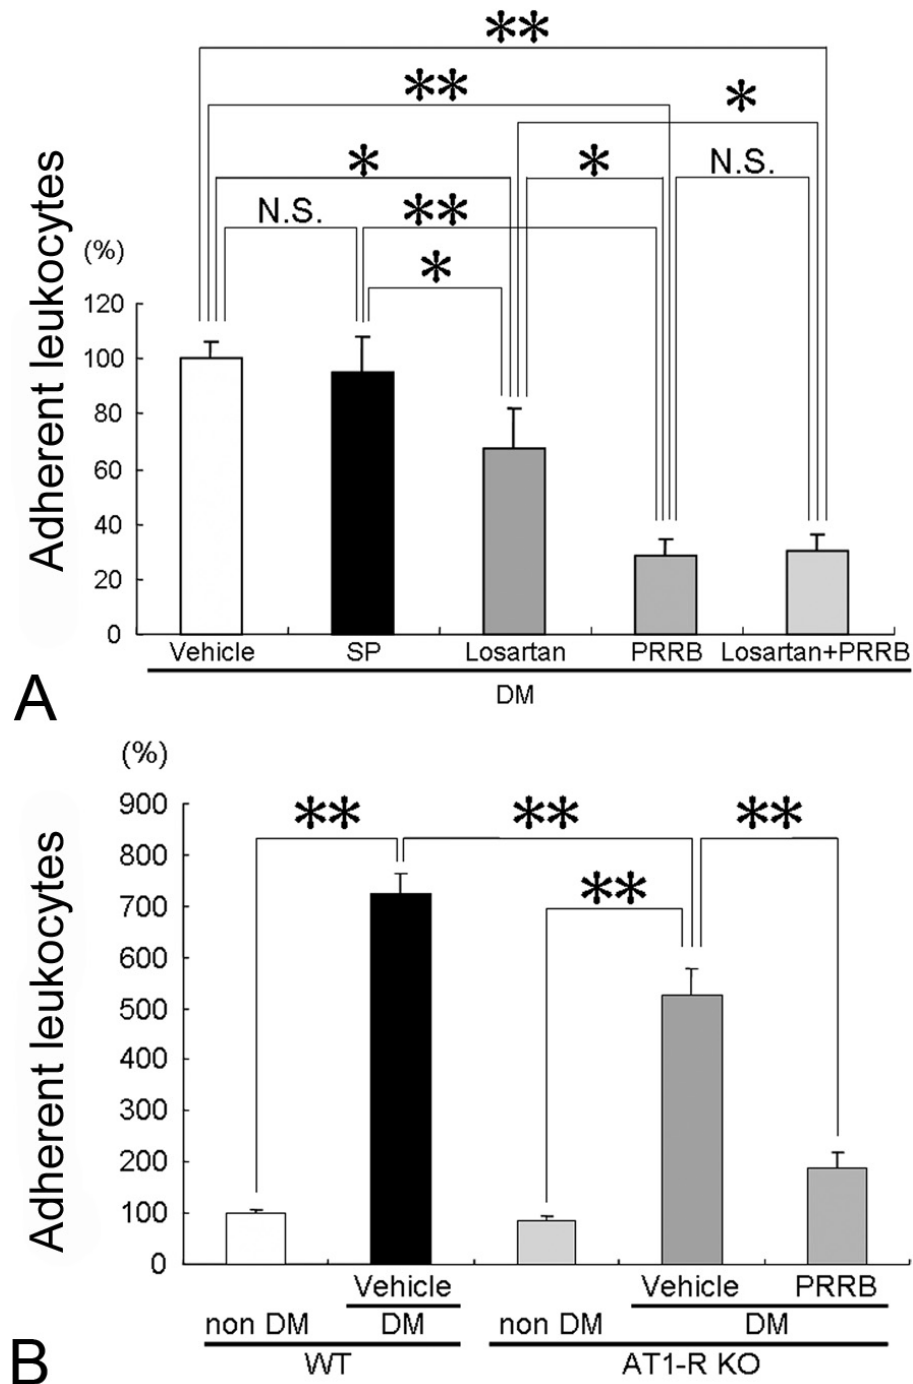 **
**
*
*
*
N.S.
N.S.
**
*
Adherent leukocytes
(%)
120
100
80
60
40
20
0
Vehicle
SP
Losartan
PRRB
Losartan+PRRB
DM
A
(%)
Adherent leukocytes
900
800
700
600
500
400
300
200
100
0
**
**
**
**
Vehicle
Vehicle
PRRB
non DM
DM
non DM
DM
WT
AT1-R KO
B